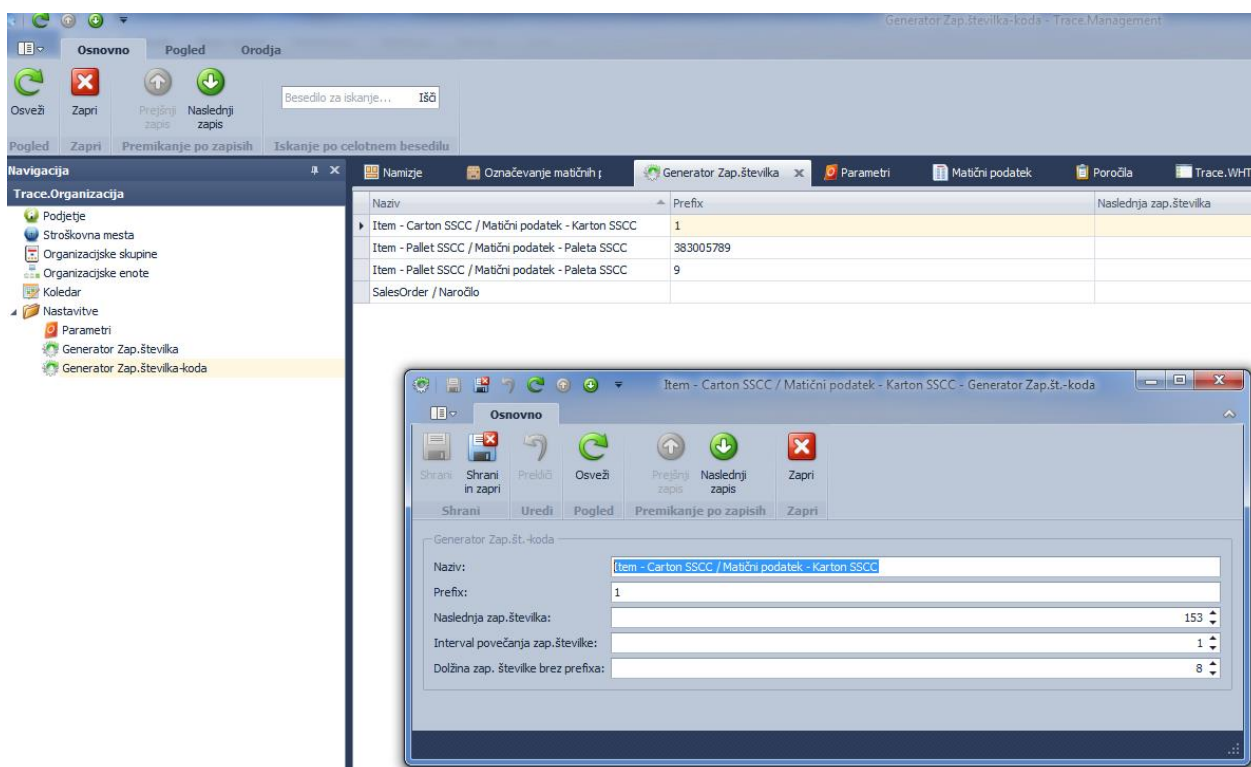 Generator Zap.številka-koda - Trace.Management
Osnovno Pogled Orodja
Osveži Zapri Prejšnji zapis Naslednji zapis Besedilo za iskanje... Išči
Pogled Zapri Premikanje po zapisih Iskanje po celotnem besedilu
Navigacija
Trace.Organizacija
Podjetje
Stroškovna mesta
Organizacijske skupine
Organizacijske enote
Koledar
Nastavitve
Parametri
Generator Zap.številka
Generator Zap.številka-koda
Namizje Označevanje matičnih p Generator Zap.številka Parametri Matični podatek Poročila Trace.WHT
Naziv Prefix Naslednja zap.številka
Item - Carton SSCC / Matični podatek - Karton SSCC 1
Item - Pallet SSCC / Matični podatek - Paleta SSCC 383005789
Item - Pallet SSCC / Matični podatek - Paleta SSCC 9
SalesOrder / Naročilo
Item - Carton SSCC / Matični podatek - Karton SSCC - Generator Zap.št.-koda
Osnovno
Shrani Shrani in zapri Prekliči Osveži Prejšnji zapis Naslednji zapis Zapri
Shrani Uredi Pogled Premikanje po zapisih Zapri
Generator Zap.št.-koda
Naziv: Item - Carton SSCC / Matični podatek - Karton SSCC
Prefix: 1
Naslednja zap.številka: 153
Interval povečanja zap.številke: 1
Dolžina zap. številke brez prefixa: 8